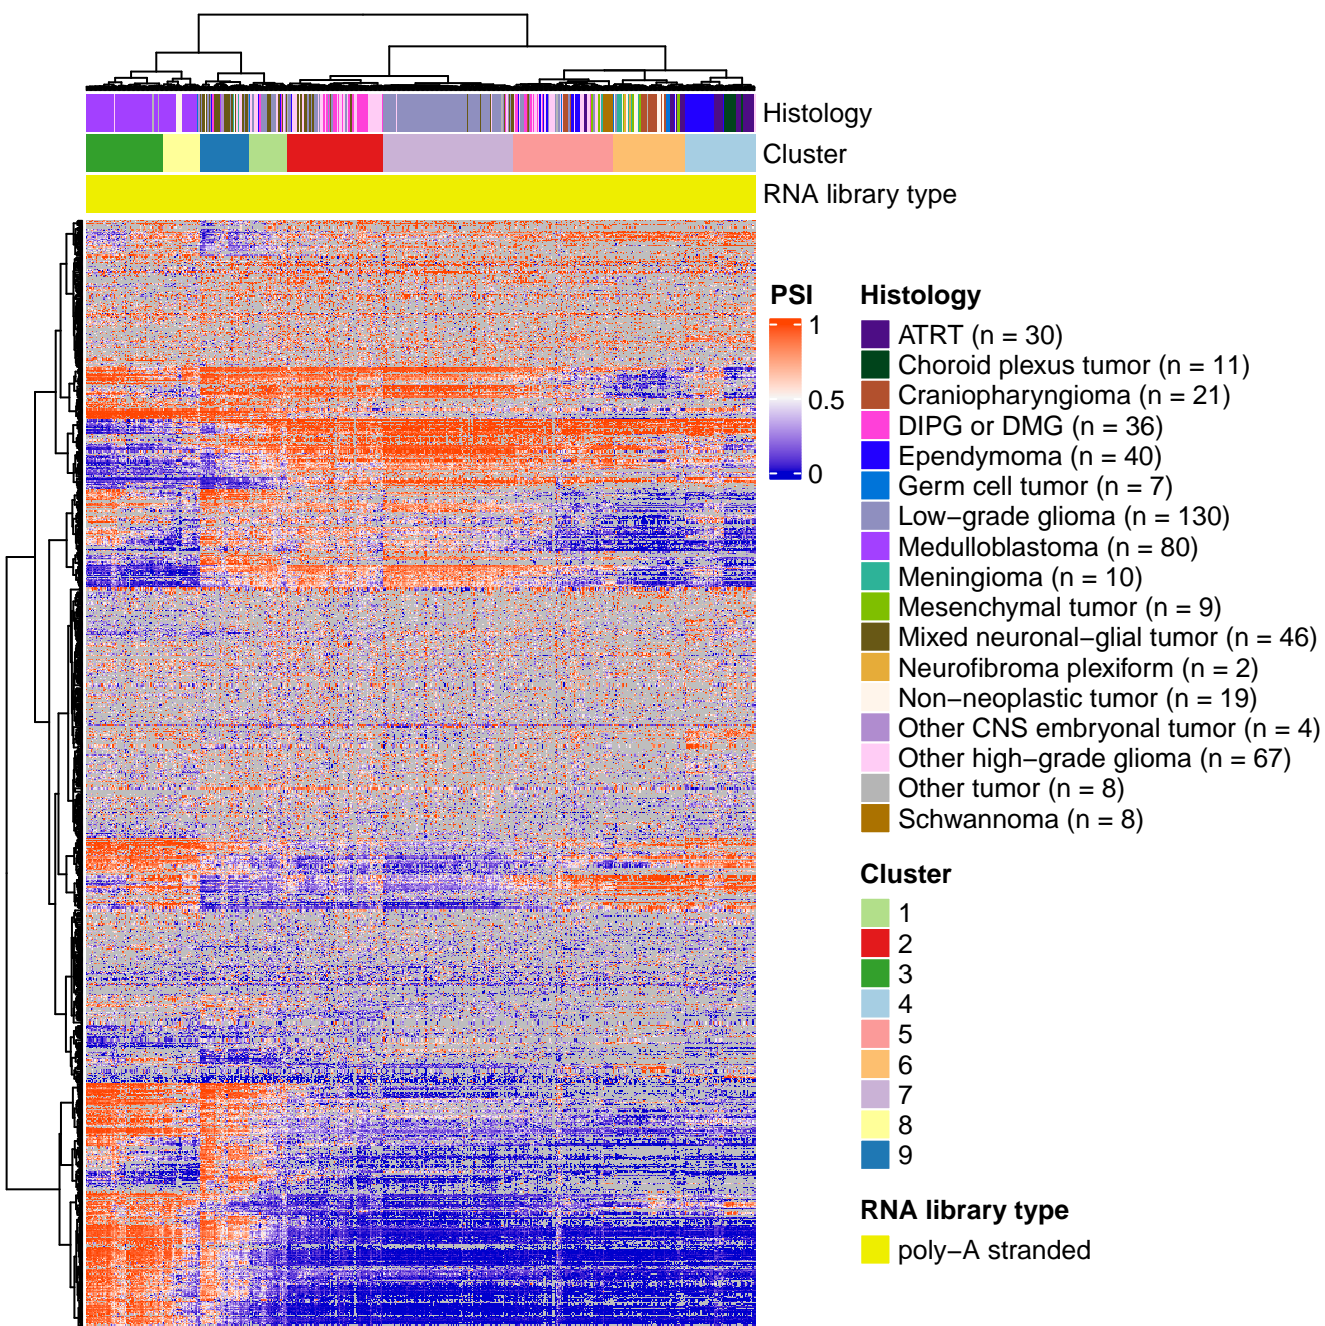 Histology
Cluster
RNA library type
PSI
1
0.5
0
Histology
ATRT (n = 30)
Choroid plexus tumor (n = 11)
Craniopharyngioma (n = 21)
DIPG or DMG (n = 36)
Ependymoma (n = 40)
Germ cell tumor (n = 7)
Low−grade glioma (n = 130)
Medulloblastoma (n = 80)
Meningioma (n = 10)
Mesenchymal tumor (n = 9)
Mixed neuronal−glial tumor (n = 46)
Neurofibroma plexiform (n = 2)
Non−neoplastic tumor (n = 19)
Other CNS embryonal tumor (n = 4)
Other high−grade glioma (n = 67)
Other tumor (n = 8)
Schwannoma (n = 8)
Cluster
1
2
3
4
5
6
7
8
9
RNA library type
poly−A stranded